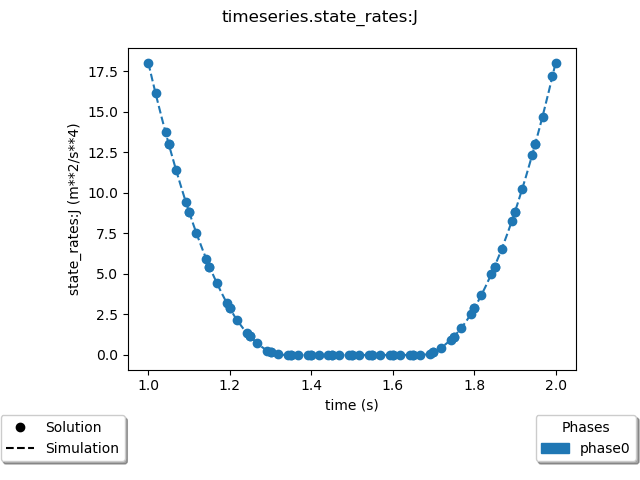 timeseries.state_rates:J
state_rates:J (m**2/s**4)
17.5
15.0
12.5
10.0
7.5
5.0
2.5
0.0
1.0 1.2 1.4 1.6 1.8 2.0
time (s)
Solution
Simulation
Phases
phase0